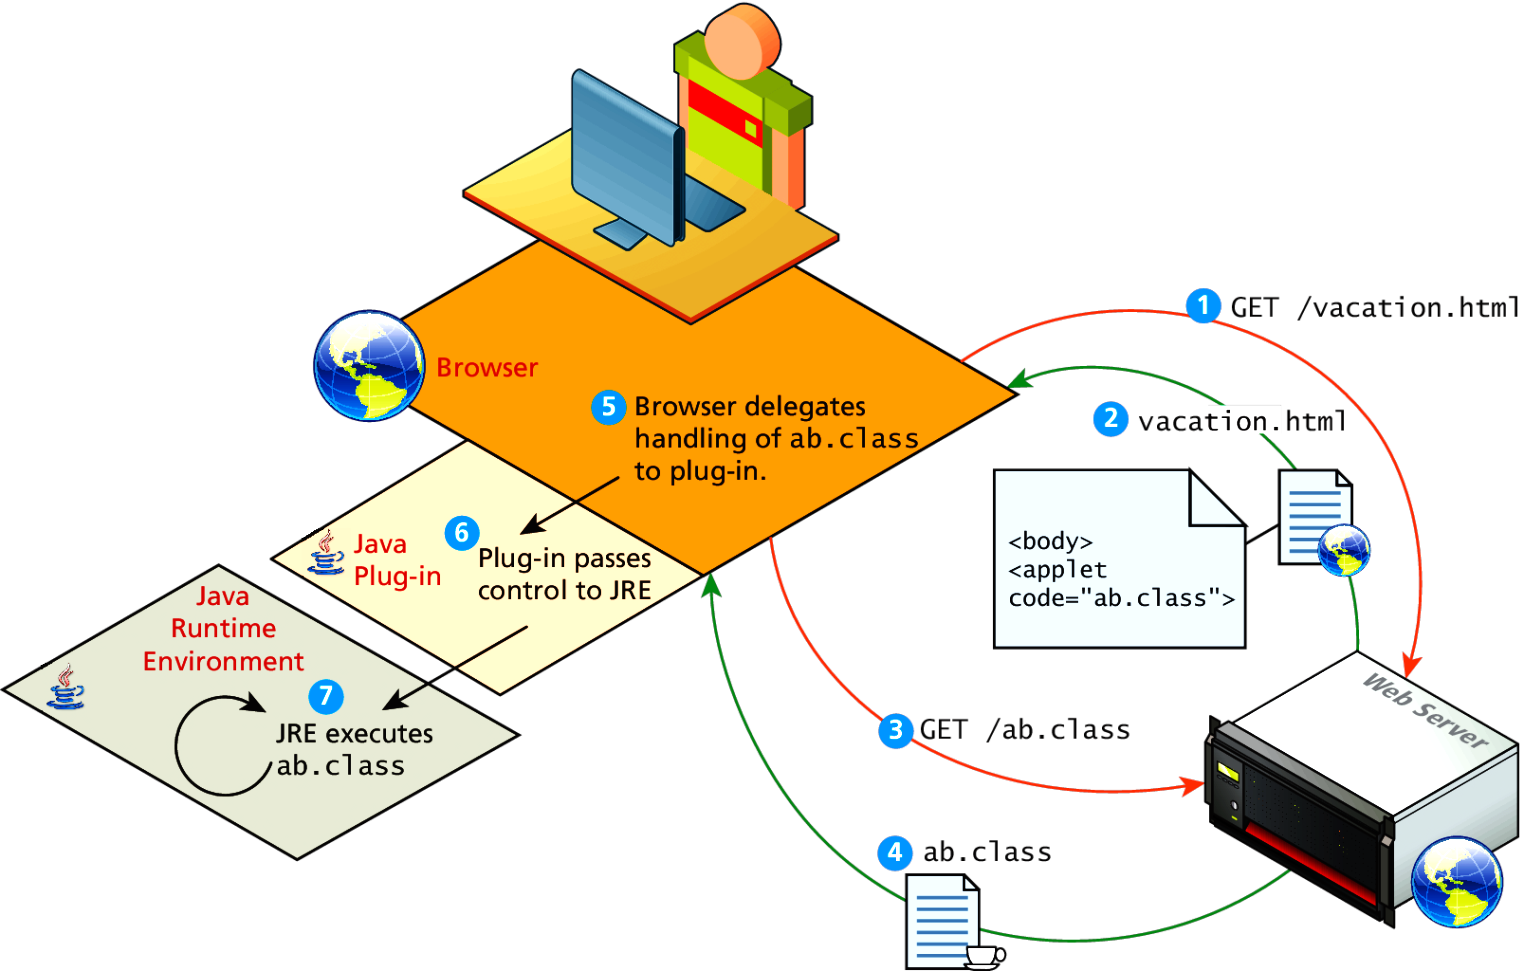 1 GET /vacation.html
Browser
5 Browser delegates
handling of ab.class
to plug-in.
2 vacation.html
<body>
<applet
code="ab.class">
6 Plug-in passes
control to JRE
Java
Plug-in
Java
Runtime
Environment
7 JRE executes
ab.class
3 GET /ab.class
Web Server
4 ab.class